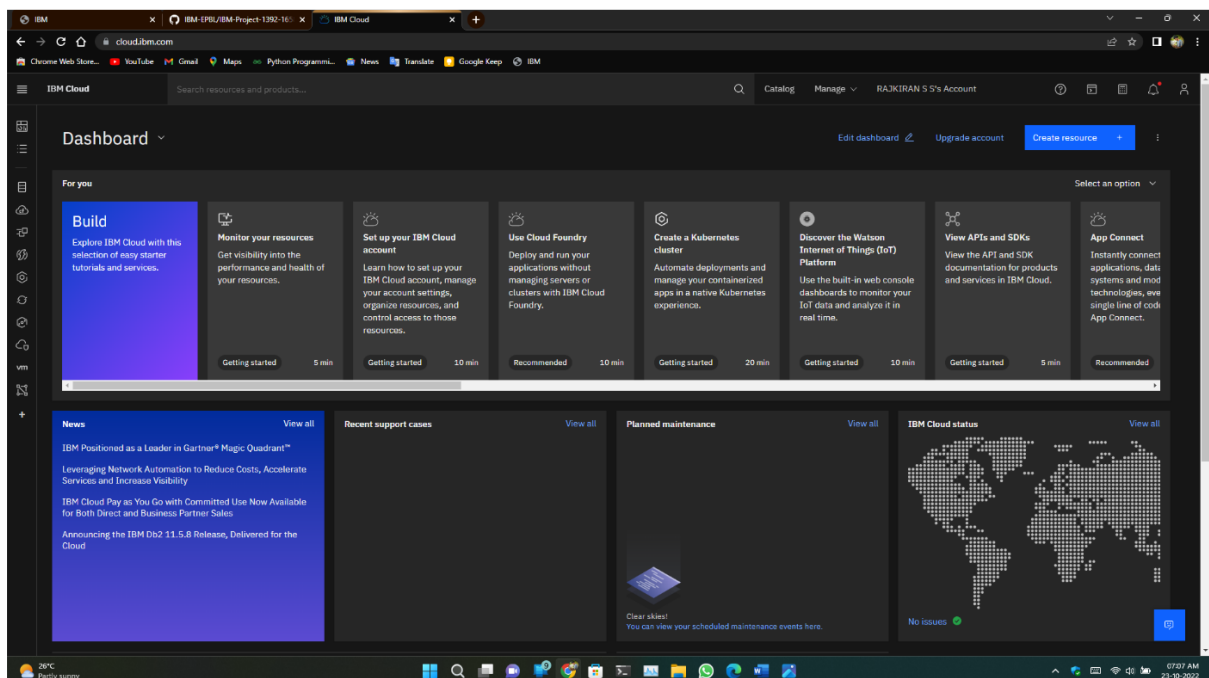 IBM
IBM-EPBL/IBM-Project-1392-165
IBM Cloud
cloud.ibm.com
Chrome Web Store... YouTube Gmail Maps Python Programmi... News Translate Google Keep IBM
IBM Cloud
Search resources and products...
Catalog Manage RAJKIRAN S S's Account
Dashboard
Edit dashboard Upgrade account Create resource +
For you
Select an option
Build
Explore IBM Cloud with this
selection of easy starter
tutorials and services.
Monitor your resources
Get visibility into the
performance and health of
your resources.
Getting started 5 min
Set up your IBM Cloud
account
Learn how to set up your
IBM Cloud account, manage
your account settings,
organize resources, and
control access to those
resources.
Getting started 10 min
Use Cloud Foundry
Deploy and run your
applications without
managing servers or
clusters with IBM Cloud
Foundry.
Recommended 10 min
Create a Kubernetes
cluster
Automate deployments and
manage your containerized
apps in a native Kubernetes
experience.
Getting started 20 min
Discover the Watson
Internet of Things (IoT)
Platform
Use the built-in web console
dashboards to monitor your
IoT data and analyze it in
real time.
Getting started 10 min
View APIs and SDKs
View the API and SDK
documentation for products
and services in IBM Cloud.
Getting started 5 min
App Connect
Instantly connect
applications, data
systems and mod
technologies, eve
single line of code
App Connect.
Recommended
vm
News View all
IBM Positioned as a Leader in Gartner® Magic Quadrant™
Leveraging Network Automation to Reduce Costs, Accelerate
Services and Increase Visibility
IBM Cloud Pay as You Go with Committed Use Now Available
for Both Direct and Business Partner Sales
Announcing the IBM Db2 11.5.8 Release, Delivered for the
Cloud
Recent support cases View all
Planned maintenance View all
Clear skies!
You can view your scheduled maintenance events here.
IBM Cloud status View all
No issues
26°C
Partly sunny
07:07 AM
23-10-2022